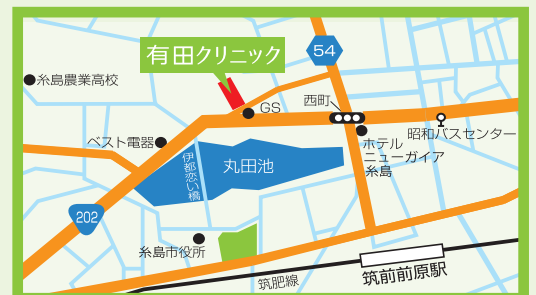 有田クリニック
54
糸島農業高校
GS
西町
昭和バスセンター
ベスト電器
ホテル
ニューガイア
糸島
伊都恋い橋
丸田池
202
糸島市役所
筑肥線
筑前前原駅